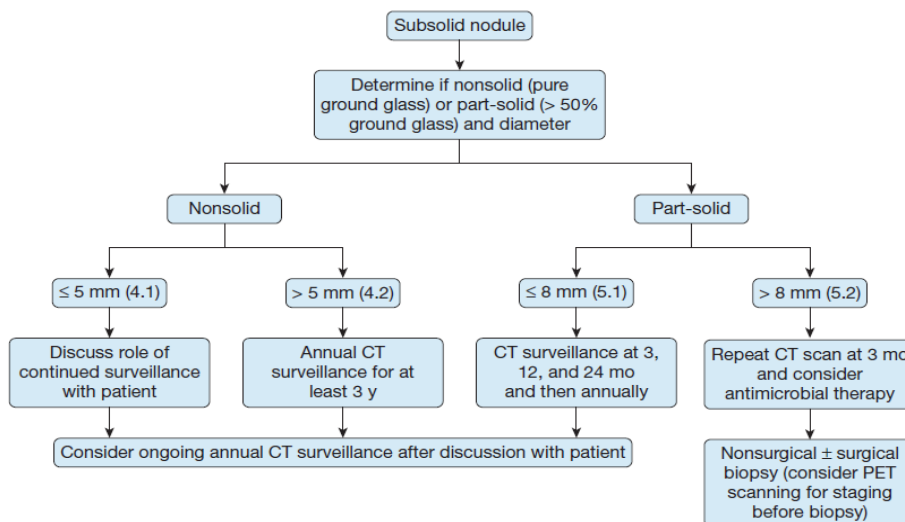 Subsolid nodule
Determine if nonsolid (pure
ground glass) or part-solid (> 50%
ground glass) and diameter
Nonsolid
Part-solid
≤ 5 mm (4.1)
> 5 mm (4.2)
≤ 8 mm (5.1)
> 8 mm (5.2)
Discuss role of
continued surveillance
with patient
Annual CT
surveillance for at
least 3 y
CT surveillance at 3,
12, and 24 mo
and then annually
Repeat CT scan at 3 mo
and consider
antimicrobial therapy
Consider ongoing annual CT surveillance after discussion with patient
Nonsurgical ± surgical
biopsy (consider PET
scanning for staging
before biopsy)